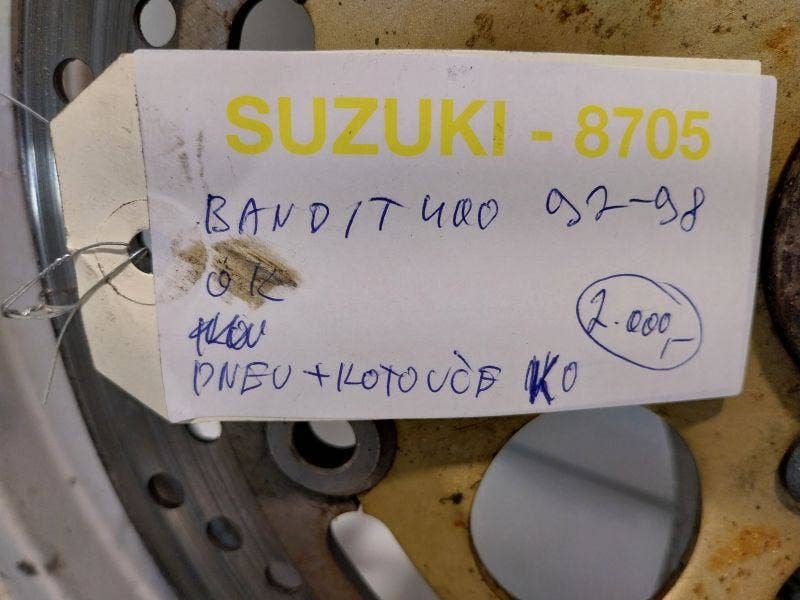 SUZUKI - 8705
BANDIT 400 92-98
OK
2.000,-
PNEU + KOTOUČE KO